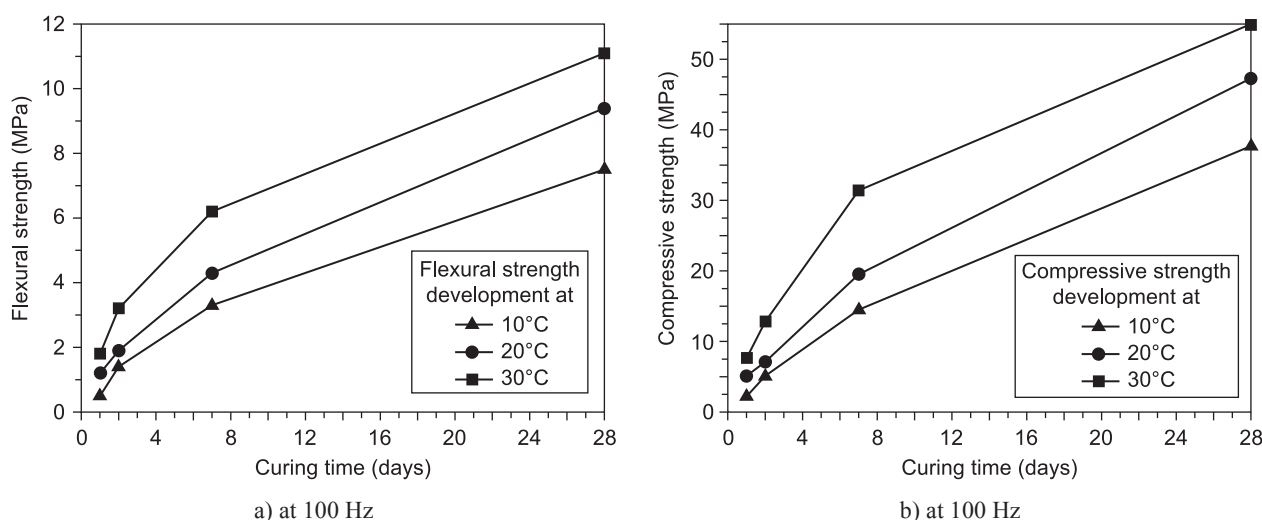 12
10
8
6
4
2
0
Flexural strength (MPa)
Flexural strength
development at
10°C
20°C
30°C
0 4 8 12 16 20 24 28
Curing time (days)
a) at 100 Hz
50
40
30
20
10
0
Compressive strength (MPa)
Compressive strength
development at
10°C
20°C
30°C
0 4 8 12 16 20 24 28
Curing time (days)
b) at 100 Hz